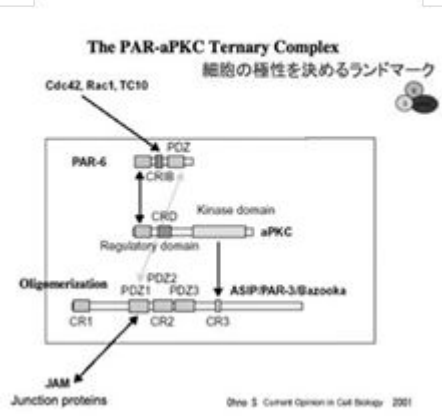 The PAR-aPKC Ternary Complex
細胞の極性を決めるランドマーク
Cdc42, Rac1, TC10
PDZ
PAR-6
CRIB
CRD
Kinase domain
aPKC
Regulatory domain
Oligomerization
PDZ2
PDZ1
PDZ3
ASIP/PAR-3/Bazooka
CR1
CR2
CR3
JAM
Junction proteins
Ohno S Current Opinion in Cell Biology 2001